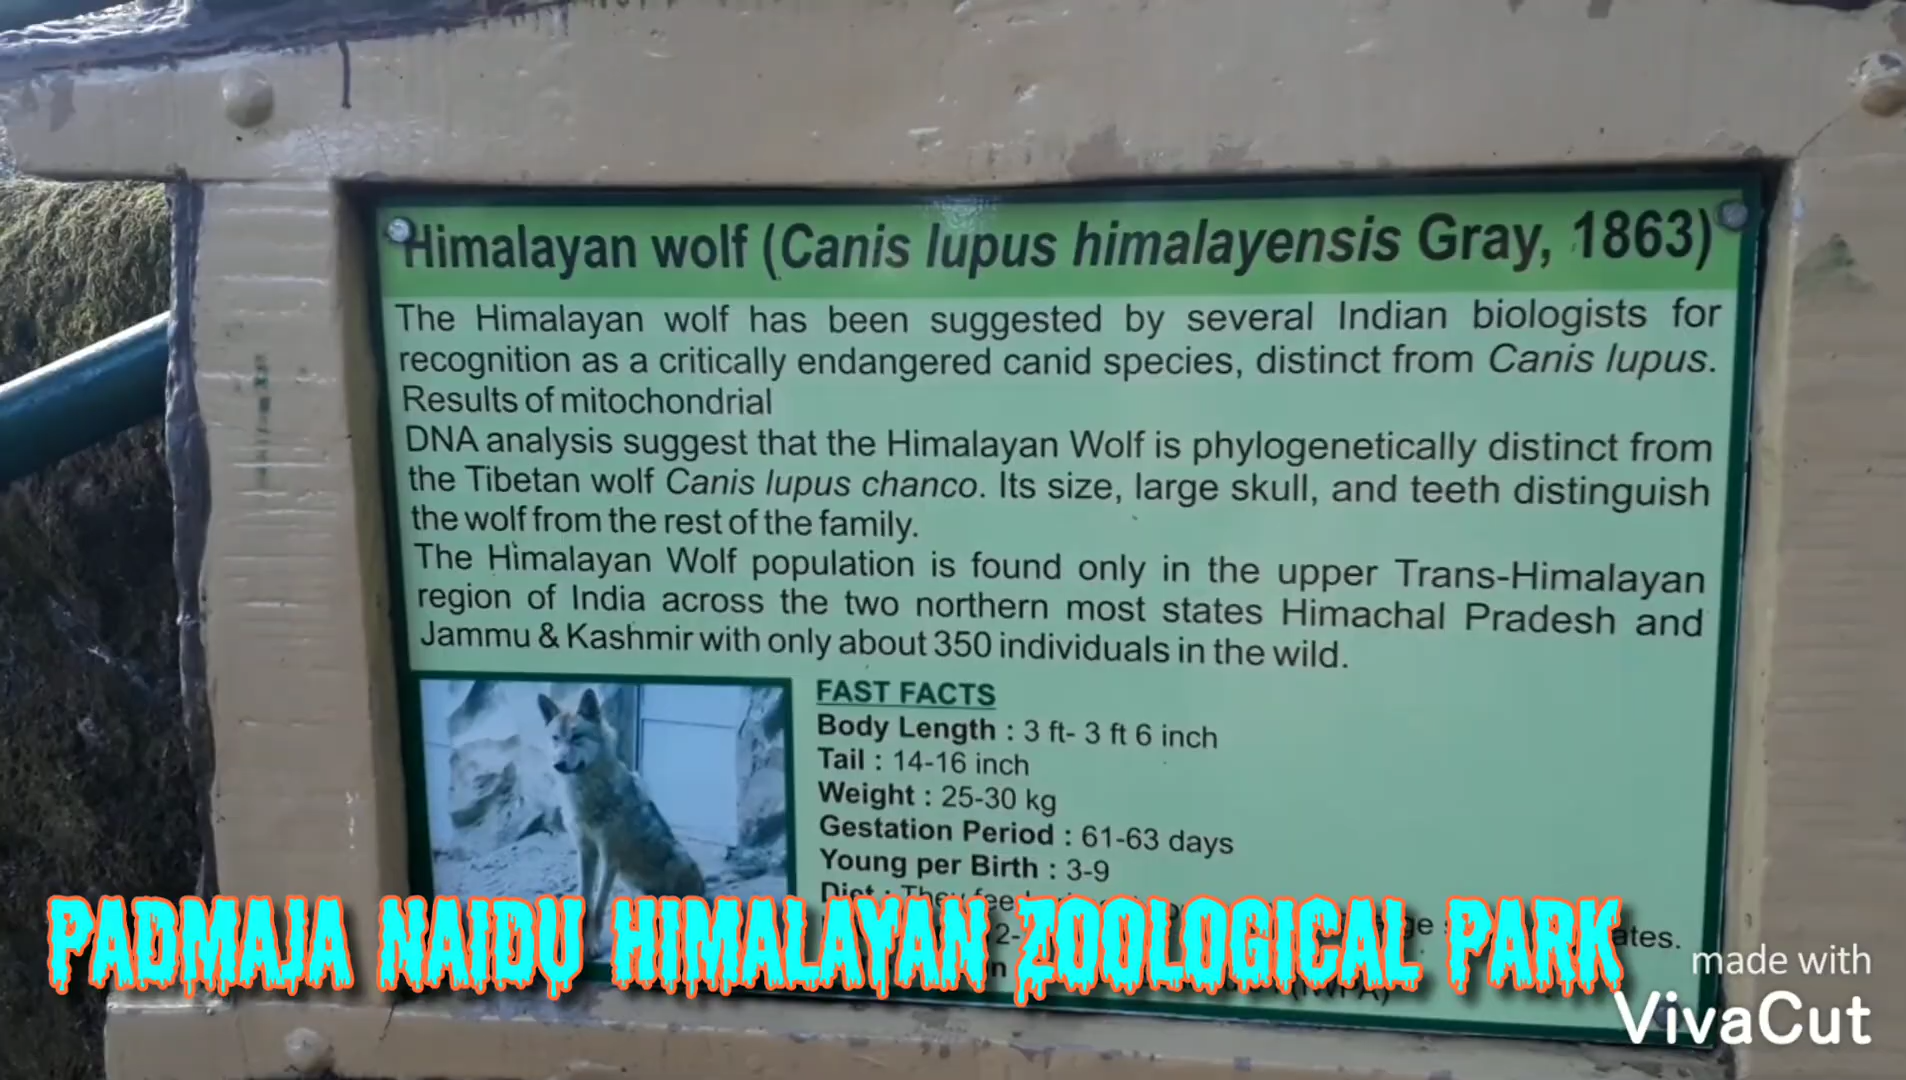 Himalayan wolf (Canis lupus himalayensis Gray, 1863)
The Himalayan wolf has been suggested by several Indian biologists for
recognition as a critically endangered canid species, distinct from Canis lupus.
Results of mitochondrial
DNA analysis suggest that the Himalayan Wolf is phylogenetically distinct from
the Tibetan wolf Canis lupus chanco. Its size, large skull, and teeth distinguish
the wolf from the rest of the family.
The Himalayan Wolf population is found only in the upper Trans-Himalayan
region of India across the two northern most states Himachal Pradesh and
Jammu & Kashmir with only about 350 individuals in the wild.
FAST FACTS
Body Length : 3 ft- 3 ft 6 inch
Tail : 14-16 inch
Weight : 25-30 kg
Gestation Period : 61-63 days
Young per Birth : 3-9
Diet : They
PADMAJA NAIDU HIMALAYAN ZOOLOGICAL PARK
made with
VivaCut